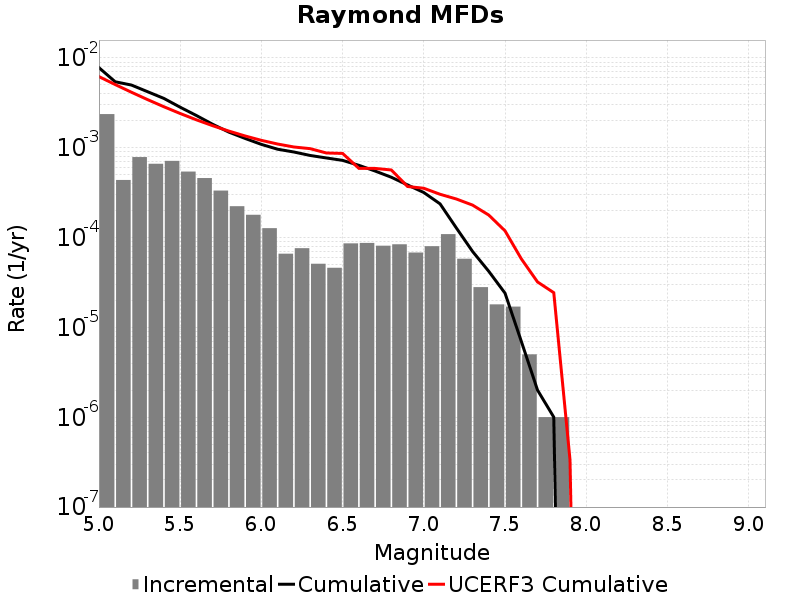 Raymond MFDs
10^-2
10^-3
10^-4
10^-5
10^-6
10^-7
Rate (1/yr)
5.0 5.5 6.0 6.5 7.0 7.5 8.0 8.5 9.0
Magnitude
Incremental Cumulative UCERF3 Cumulative